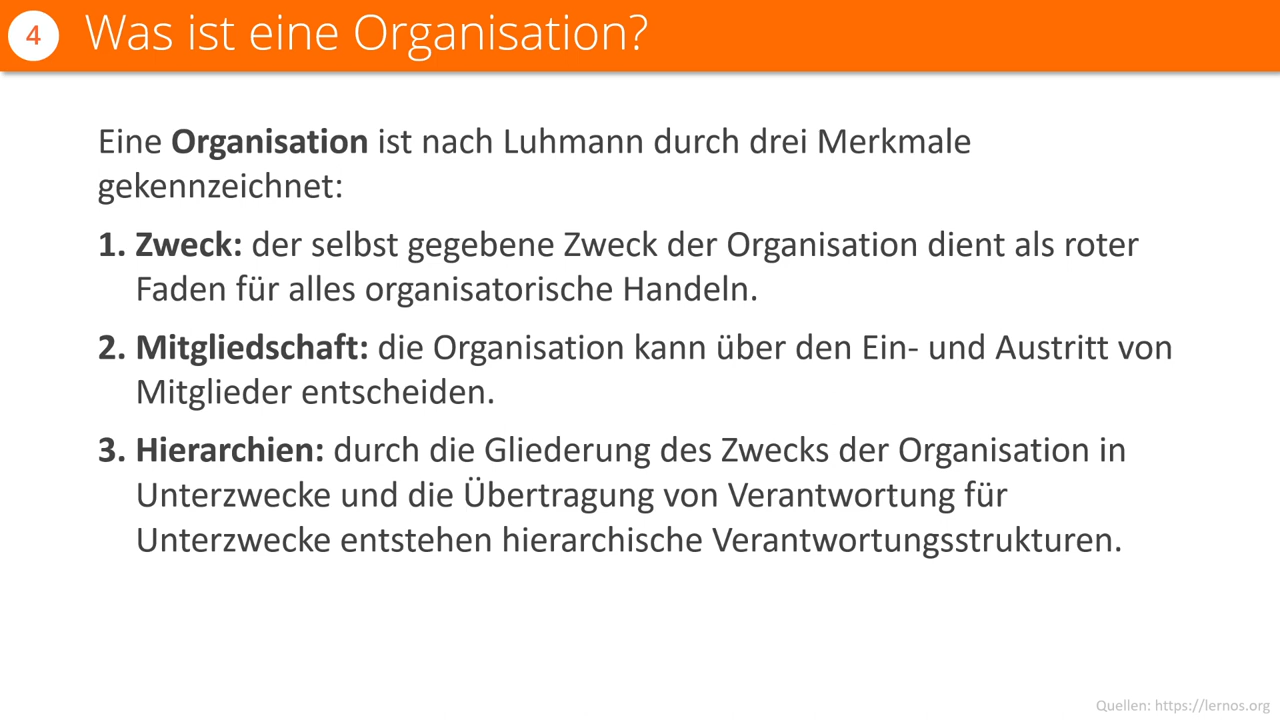 4 Was ist eine Organisation?
Eine Organisation ist nach Luhmann durch drei Merkmale
gekennzeichnet:
1. Zweck: der selbst gegebene Zweck der Organisation dient als roter
Faden für alles organisatorische Handeln.
2. Mitgliedschaft: die Organisation kann über den Ein- und Austritt von
Mitglieder entscheiden.
3. Hierarchien: durch die Gliederung des Zwecks der Organisation in
Unterzwecke und die Übertragung von Verantwortung für
Unterzwecke entstehen hierarchische Verantwortungsstrukturen.
Quellen: https://lernos.org